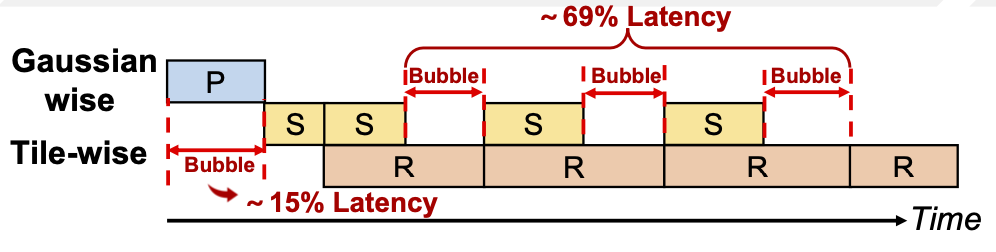 ~ 69% Latency
Gaussian
wise
P
Bubble
Bubble
Bubble
S
S
S
S
Tile-wise
Bubble
R
R
R
R
~ 15% Latency
Time